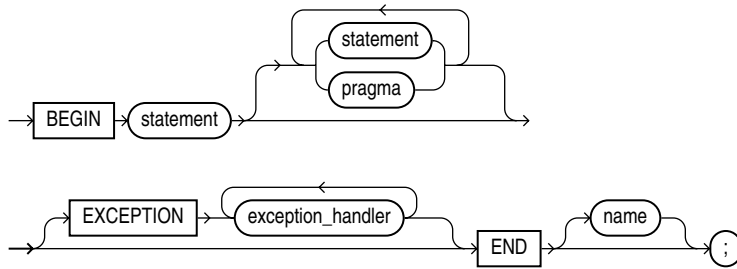 statement
pragma
BEGIN statement
EXCEPTION exception_handler name
END ;